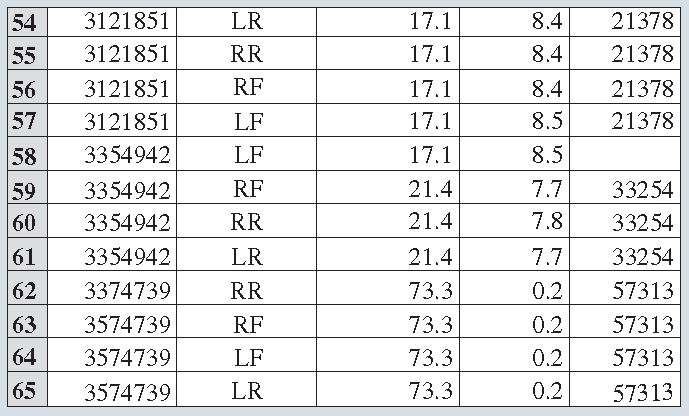 54 3121851 LR 17.1 8.4 21378
55 3121851 RR 17.1 8.4 21378
56 3121851 RF 17.1 8.4 21378
57 3121851 LF 17.1 8.5 21378
58 3354942 LF 17.1 8.5
59 3354942 RF 21.4 7.7 33254
60 3354942 RR 21.4 7.8 33254
61 3354942 LR 21.4 7.7 33254
62 3374739 RR 73.3 0.2 57313
63 3574739 RF 73.3 0.2 57313
64 3574739 LF 73.3 0.2 57313
65 3574739 LR 73.3 0.2 57313